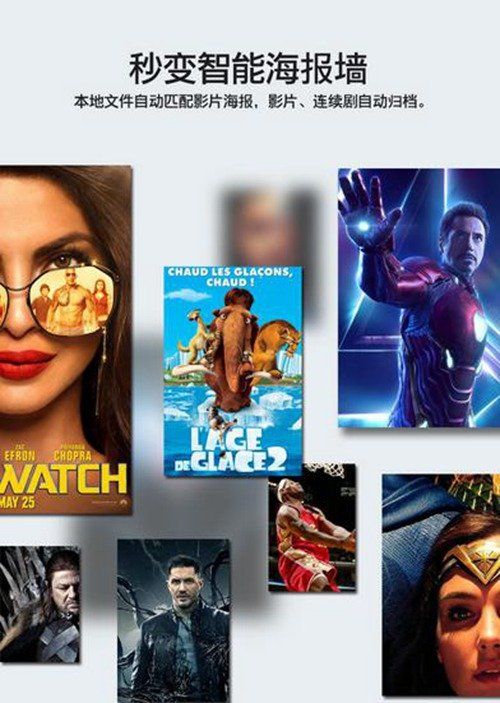 秒变智能海报墙
本地文件自动匹配影片海报，影片、连续剧自动归档。
CHAUD LES GLAÇONS,
CHAUD !
L'AGE
DE GLACE 2
ZAC PRIYANKA
EFRON CHOPRA
WATCH
MAY 25